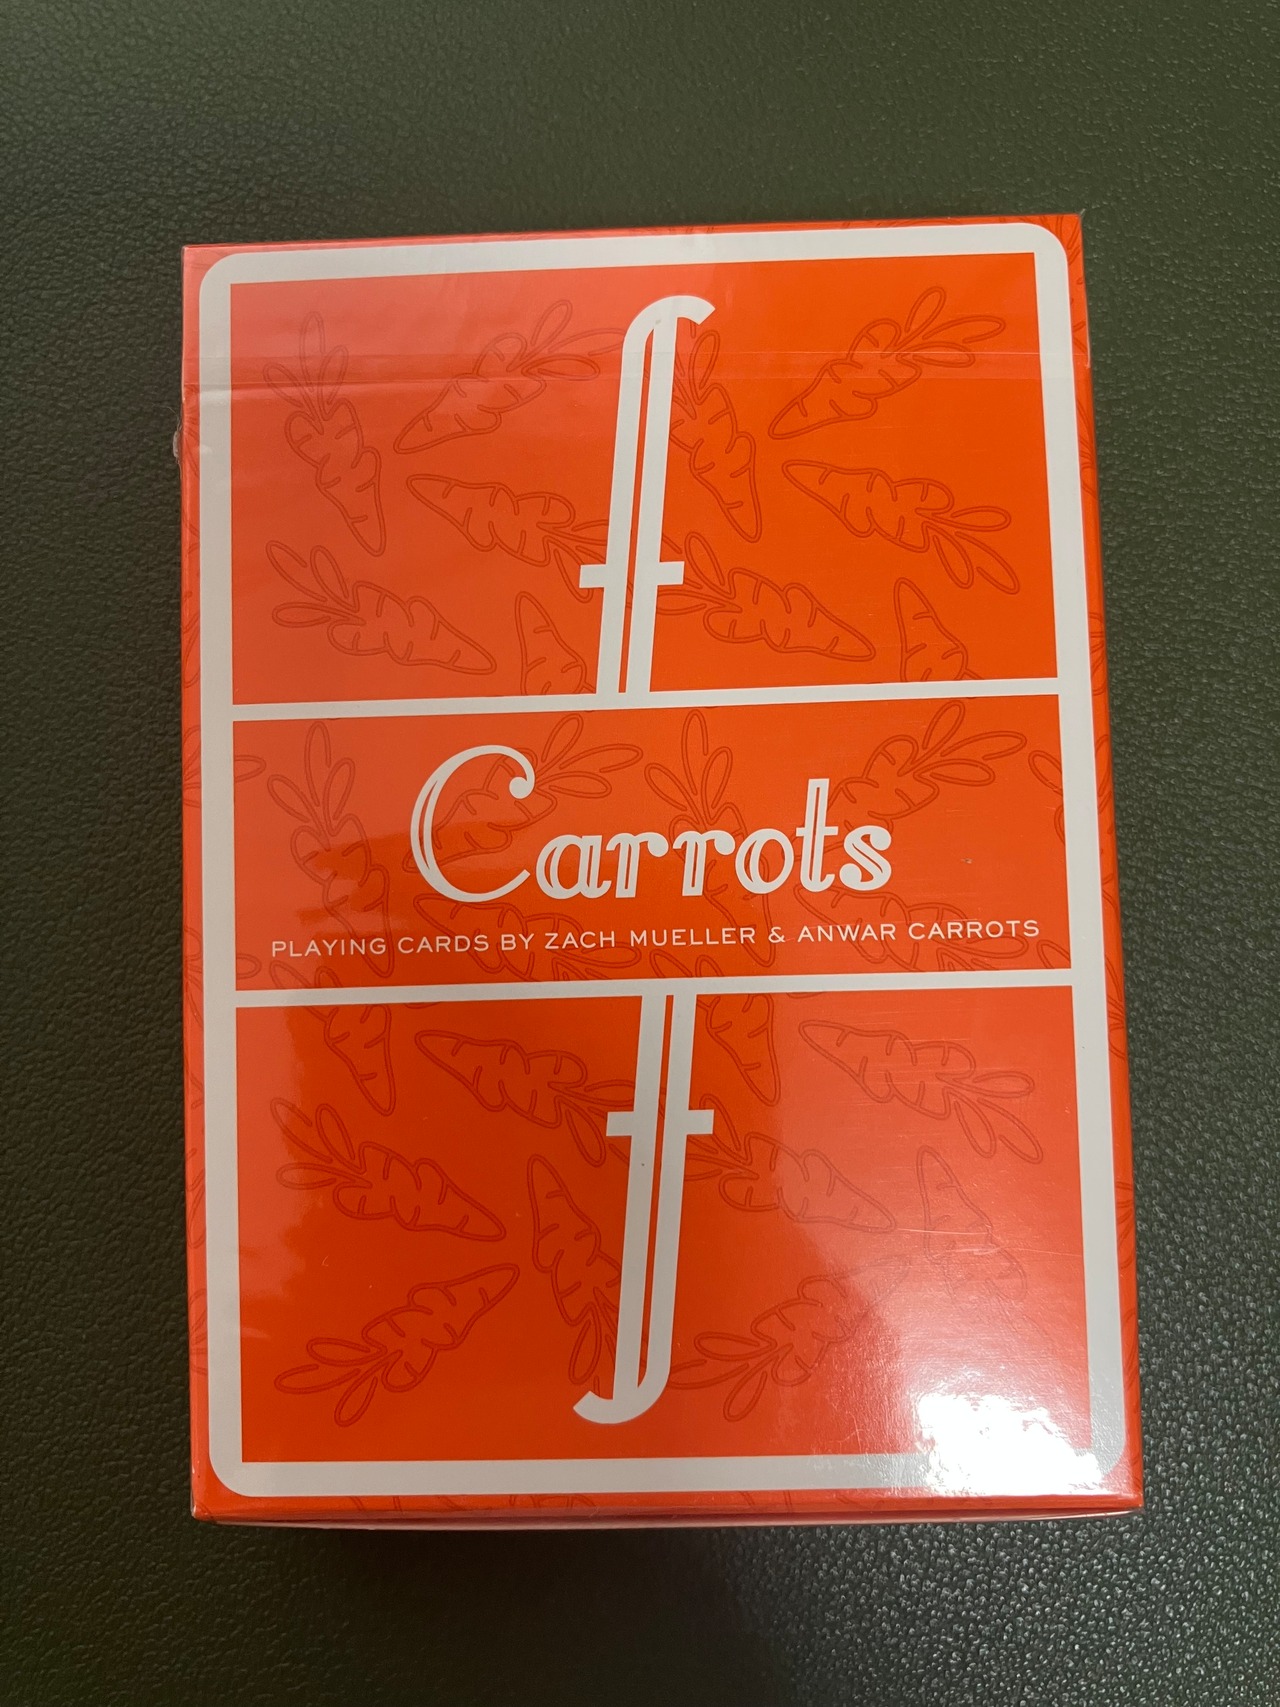 f
Carrots
PLAYING CARDS BY ZACH MUELLER & ANWAR CARROTS
f